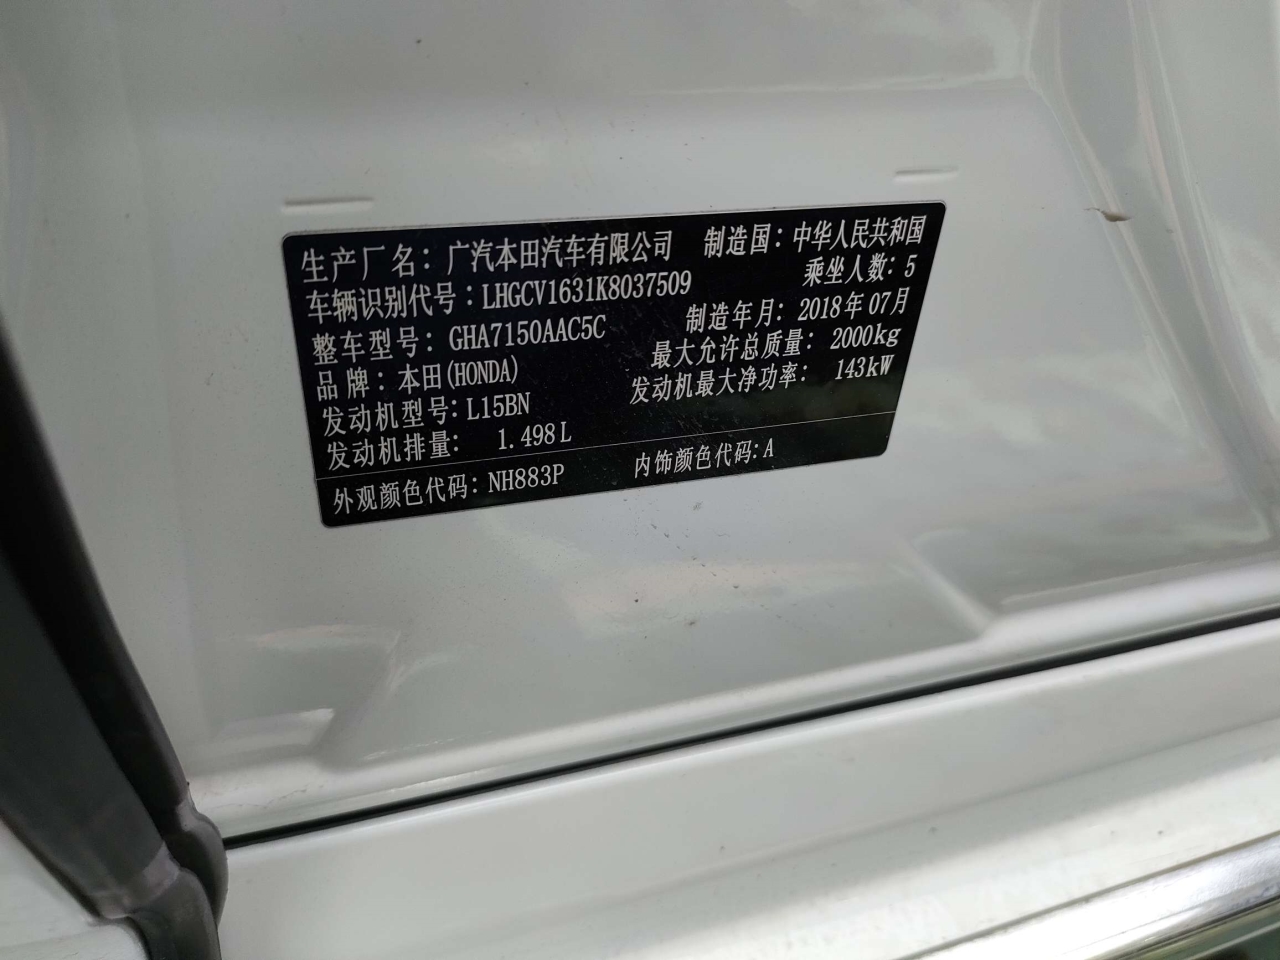 生产厂名：广汽本田汽车有限公司 制造国：中华人民共和国
车辆识别代号：LHGCV1631K8037509 乘坐人数：5
整车型号：GHA7150AAC5C 制造年月：2018年07月
品牌：本田(HONDA) 最大允许总质量：2000kg
发动机型号：L15BN 发动机最大净功率：143kW
发动机排量：1.498L
外观颜色代码：NH883P 内饰颜色代码：A